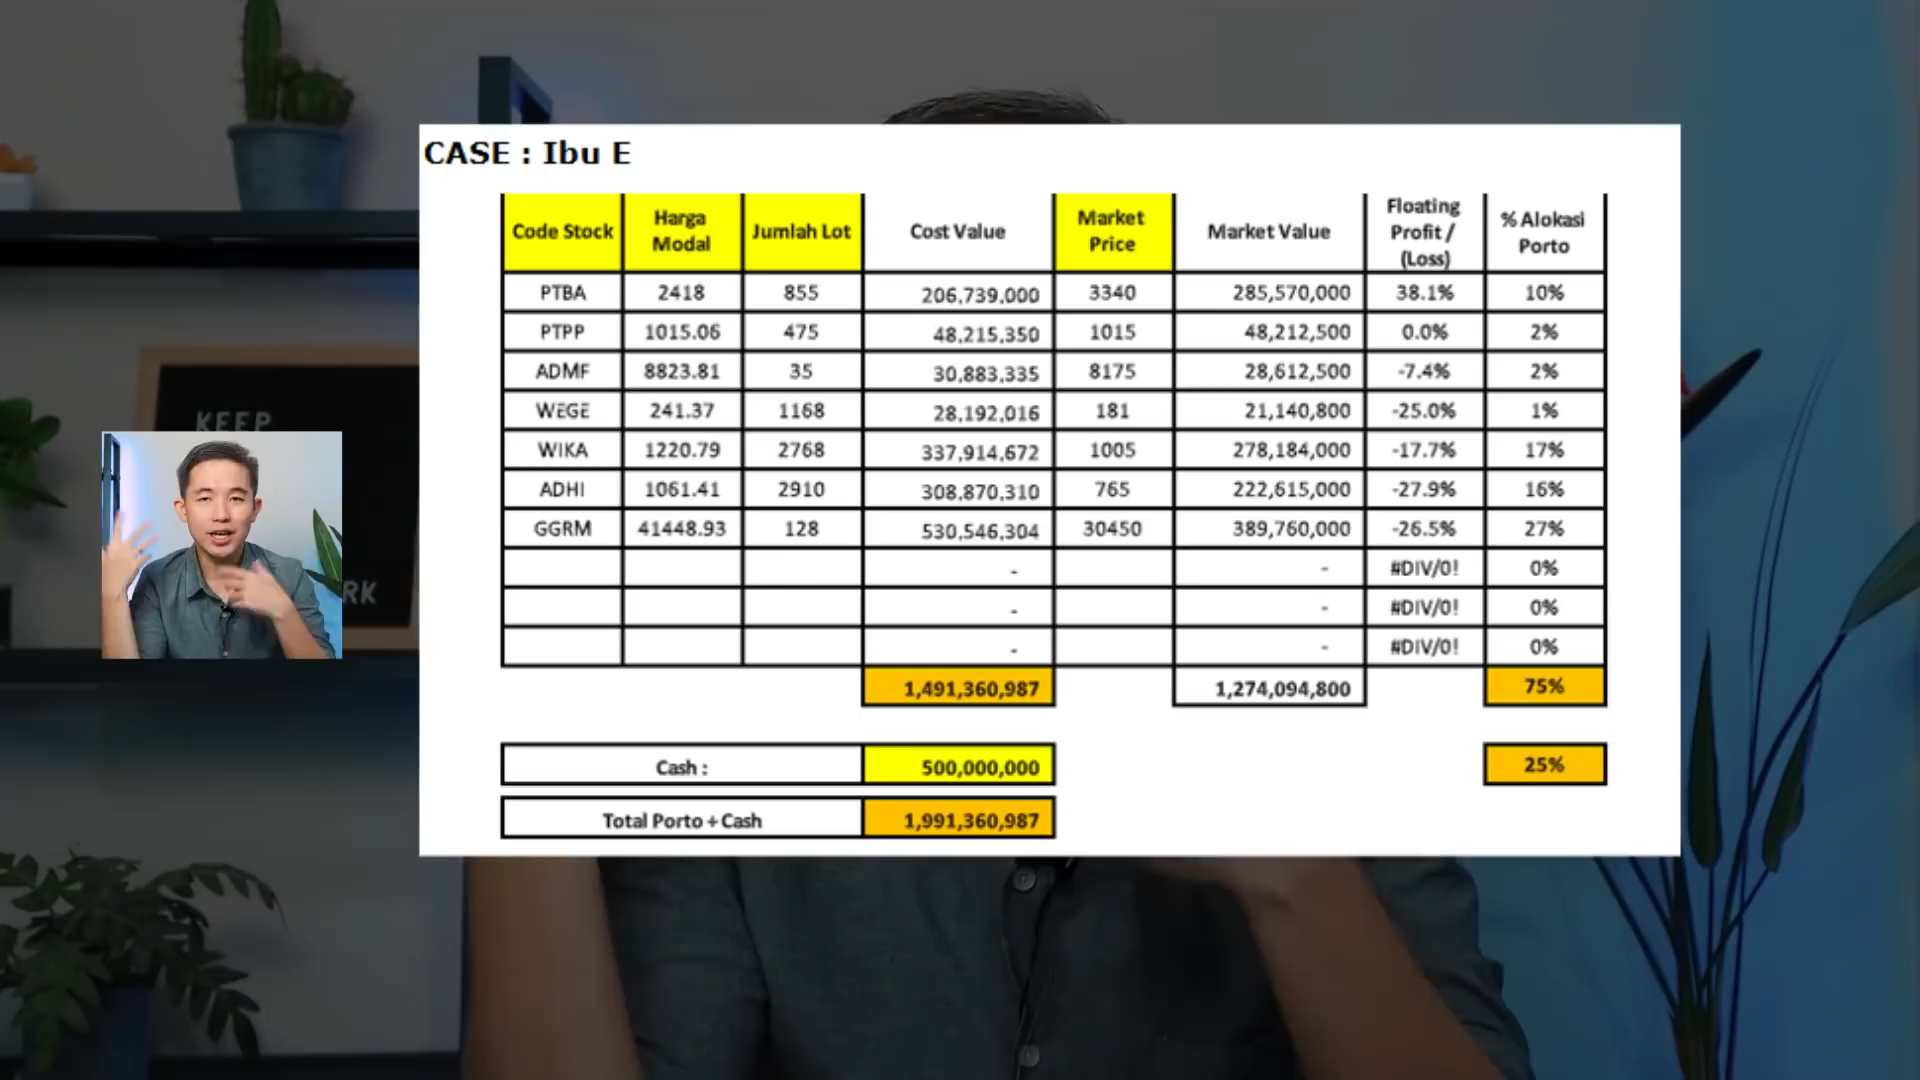 CASE : Ibu E
Code Stock Harga Modal Jumlah Lot Cost Value Market Price Market Value Floating Profit / (Loss) % Alokasi Porto
PTBA 2418 855 206,739,000 3340 285,570,000 38.1% 10%
PTPP 1015.06 475 48,215,350 1015 48,212,500 0.0% 2%
ADMF 8823.81 35 30,883,335 8175 28,612,500 -7.4% 2%
WEGE 241.37 1168 28,192,016 181 21,140,800 -25.0% 1%
WIKA 1220.79 2768 337,914,672 1005 278,184,000 -17.7% 17%
ADHI 1061.41 2910 308,870,310 765 222,615,000 -27.9% 16%
GGRM 41448.93 128 530,546,304 30450 389,760,000 -26.5% 27%
- - #DIV/0! 0%
- - #DIV/0! 0%
- - #DIV/0! 0%
1,491,360,987 1,274,094,800 75%
Cash : 500,000,000 25%
Total Porto + Cash 1,991,360,987
KEEP
RK